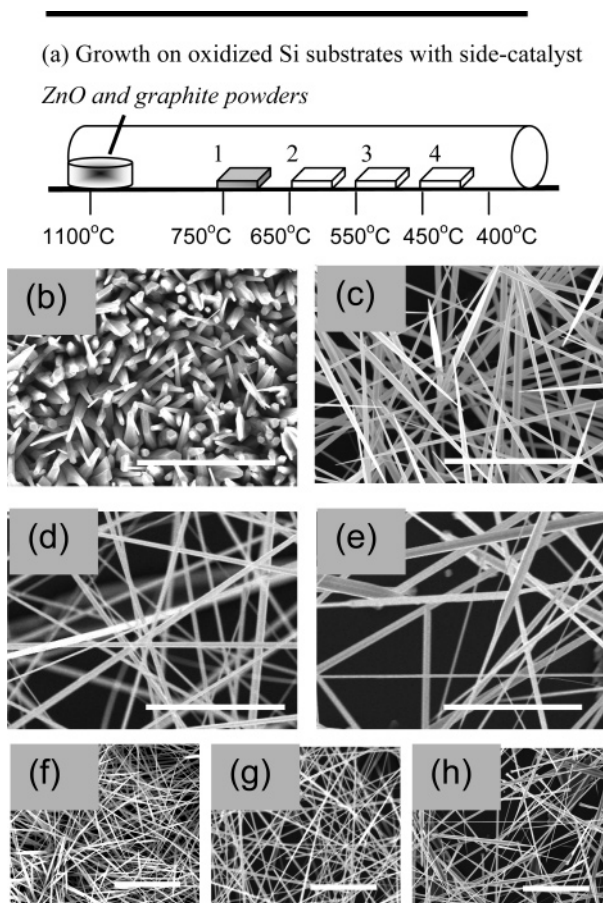 (a) Growth on oxidized Si substrates with side-catalyst
ZnO and graphite powders
1 2 3 4
1100°C 750°C 650°C 550°C 450°C 400°C
(b) (c)
(d) (e)
(f) (g) (h)